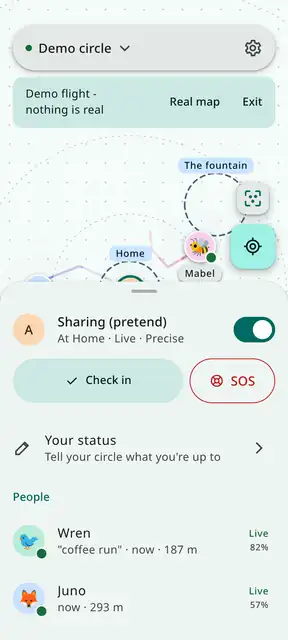 Demo circle
Demo flight -
nothing is real
Real map
Exit
The fountain
Home
Mabel
A
Sharing (pretend)
At Home · Live · Precise
Check in
SOS
Your status
Tell your circle what you're up to
People
Wren
Live
"coffee run" · now · 187 m
82%
Juno
Live
now · 293 m
57%